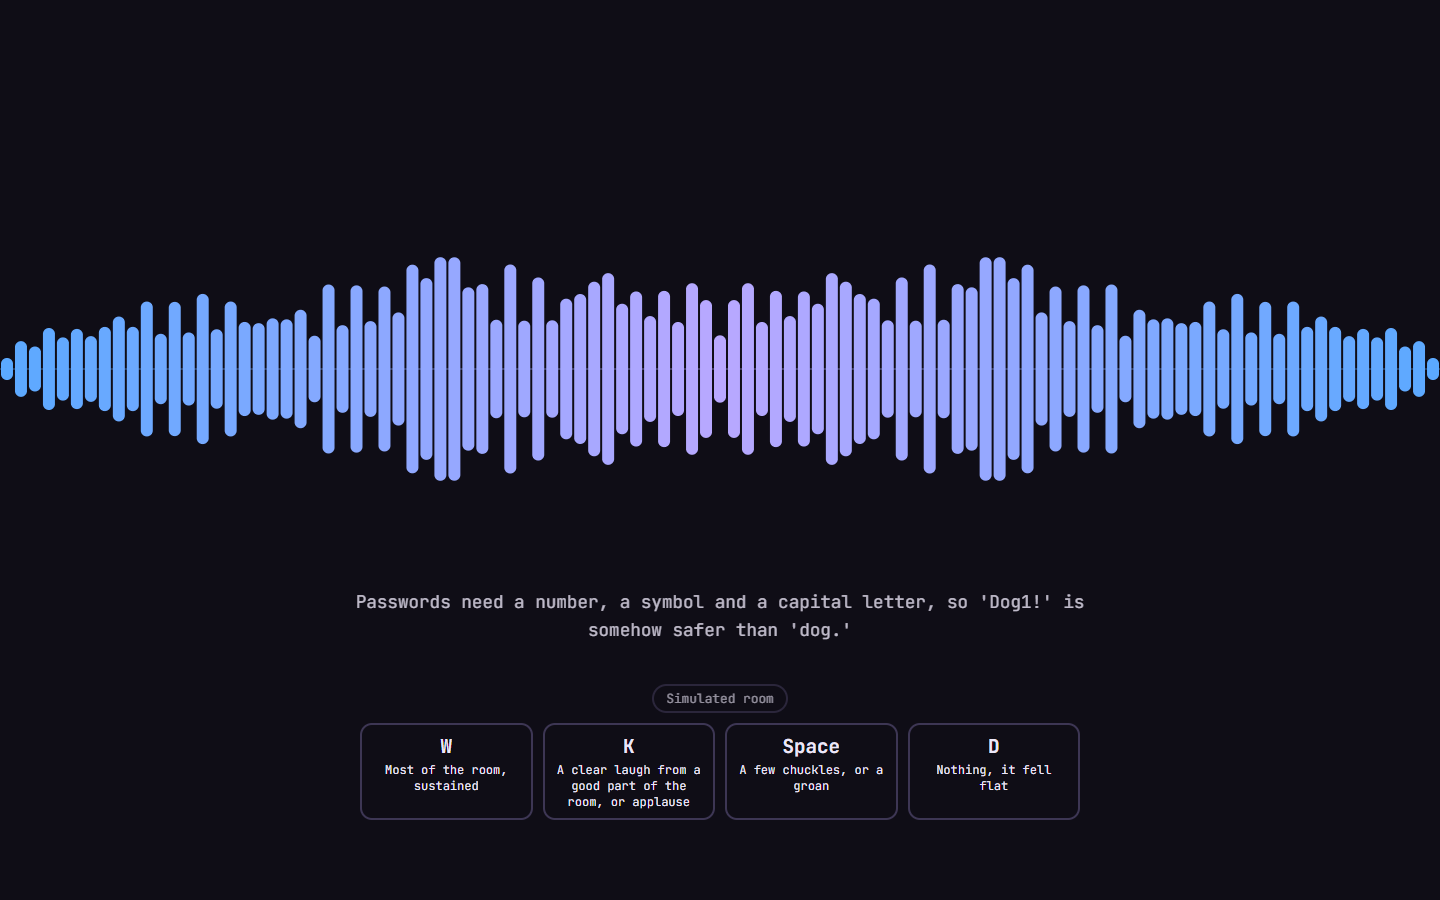 Passwords need a number, a symbol and a capital letter, so 'Dog1!' is
somehow safer than 'dog.'
Simulated room
W
Most of the room,
sustained
K
A clear laugh from a
good part of the
room, or applause
Space
A few chuckles, or a
groan
D
Nothing, it fell
flat